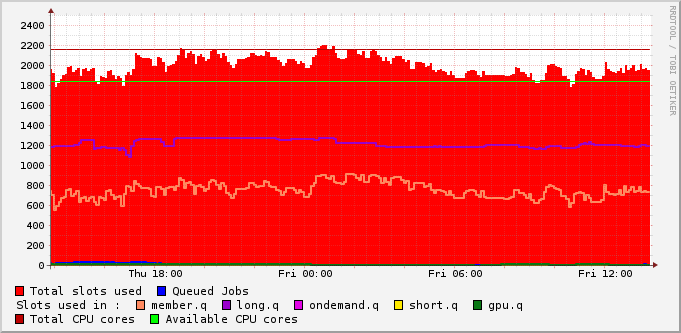 RRDTOOL / TOBI OETIKER
2400
2200
2000
1800
1600
1400
1200
1000
800
600
400
200
0
Thu 18:00 Fri 00:00 Fri 06:00 Fri 12:00
Total slots used Queued Jobs
Slots used in : member.q long.q ondemand.q short.q gpu.q
Total CPU cores Available CPU cores